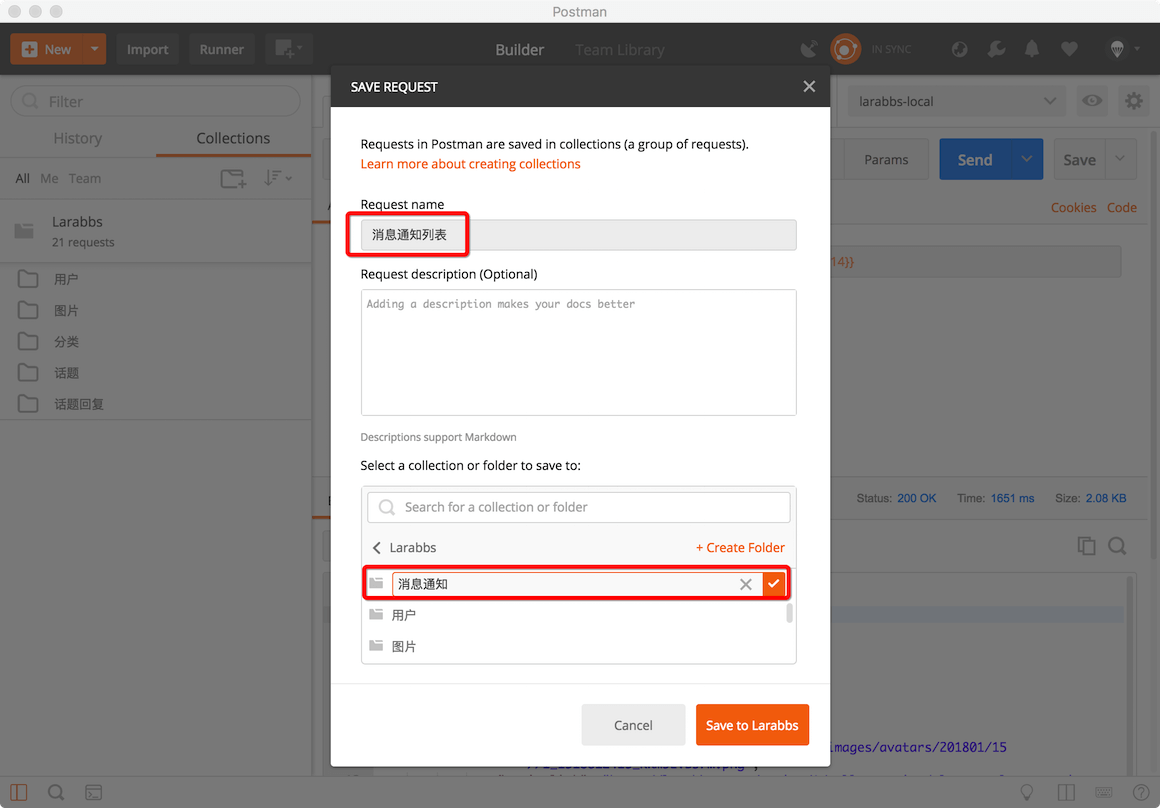 Postman
New
Import
Runner
Builder
Team Library
IN SYNC
Filter
History
Collections
All Me Team
Larabbs
21 requests
用户
图片
分类
话题
话题回复
SAVE REQUEST
Requests in Postman are saved in collections (a group of requests).
Learn more about creating collections
Request name
消息通知列表
Request description (Optional)
Adding a description makes your docs better
Descriptions support Markdown
Select a collection or folder to save to:
Search for a collection or folder
Larabbs
+ Create Folder
消息通知
用户
图片
Cancel
Save to Larabbs
larabbs-local
Params
Send
Save
Cookies Code
14}}
Status: 200 OK Time: 1651 ms Size: 2.08 KB
images/avatars/201801/15